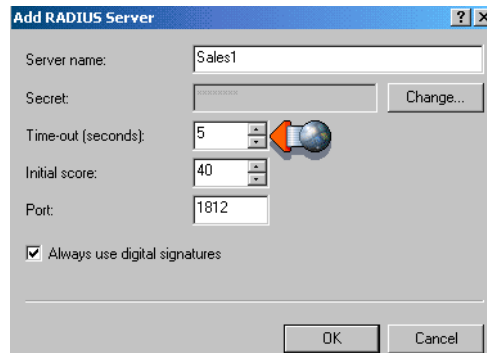 Add RADIUS Server
Server name: Sales1
Secret: ******** Change...
Time-out (seconds): 5
Initial score: 40
Port: 1812
Always use digital signatures
OK Cancel